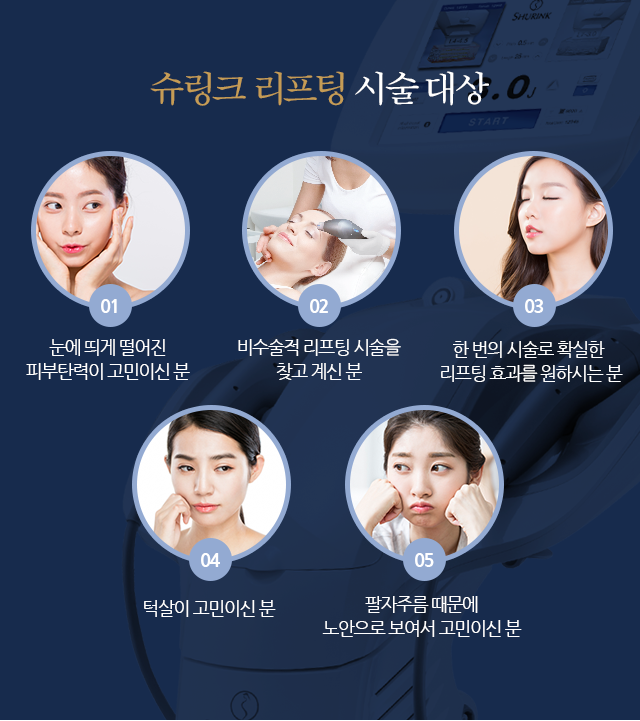 SHURINK
.0J
START
슈링크 리프팅 시술 대상
01
눈에 띄게 떨어진
피부탄력이 고민이신 분
02
비수술적 리프팅 시술을
찾고 계신 분
03
한 번의 시술로 확실한
리프팅 효과를 원하시는 분
04
턱살이 고민이신 분
05
팔자주름 때문에
노안으로 보여서 고민이신 분